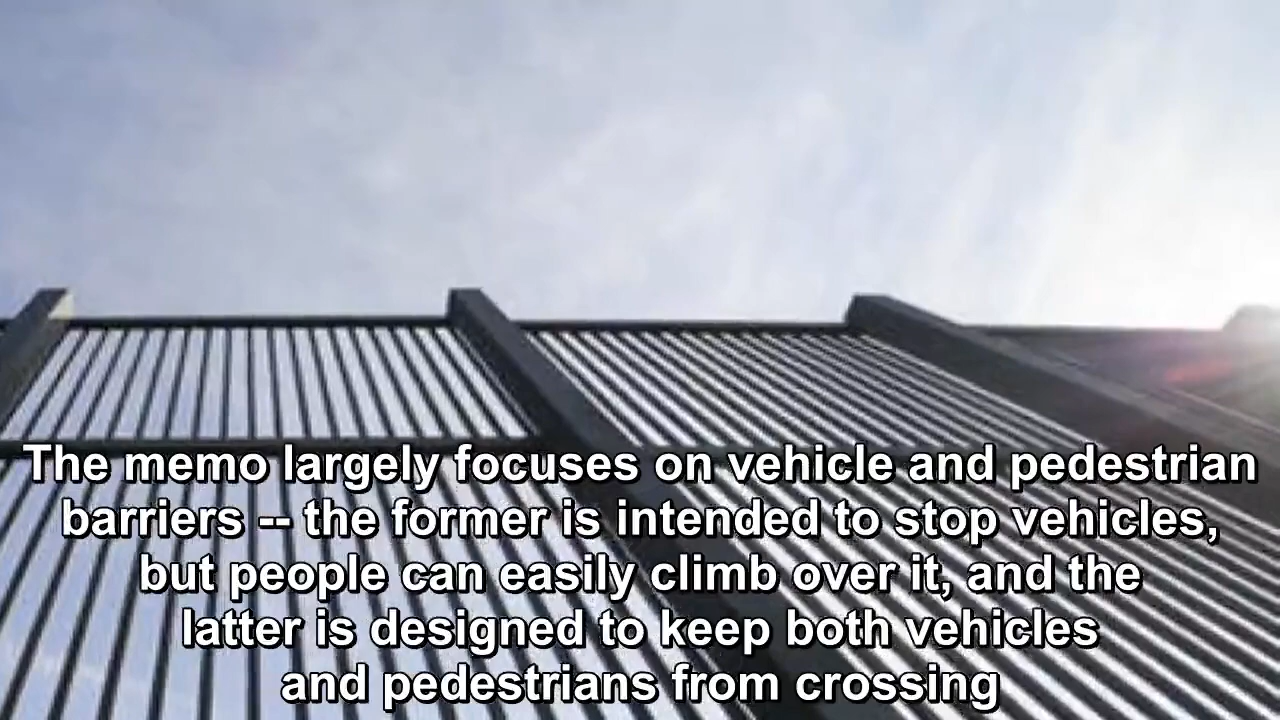 The memo largely focuses on vehicle and pedestrian
barriers -- the former is intended to stop vehicles,
but people can easily climb over it, and the
latter is designed to keep both vehicles
and pedestrians from crossing